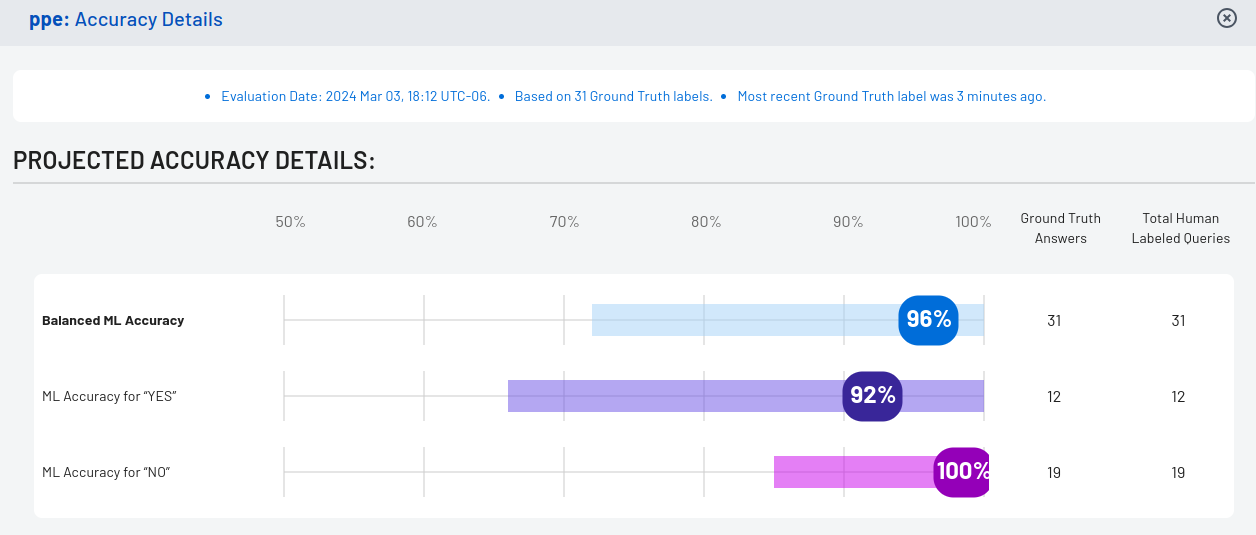 ppe: Accuracy Details
• Evaluation Date: 2024 Mar 03, 18:12 UTC-06. • Based on 31 Ground Truth labels. • Most recent Ground Truth label was 3 minutes ago.
PROJECTED ACCURACY DETAILS:
50% 60% 70% 80% 90% 100% Ground Truth Answers Total Human Labeled Queries
Balanced ML Accuracy 96% 31 31
ML Accuracy for “YES” 92% 12 12
ML Accuracy for “NO” 100% 19 19